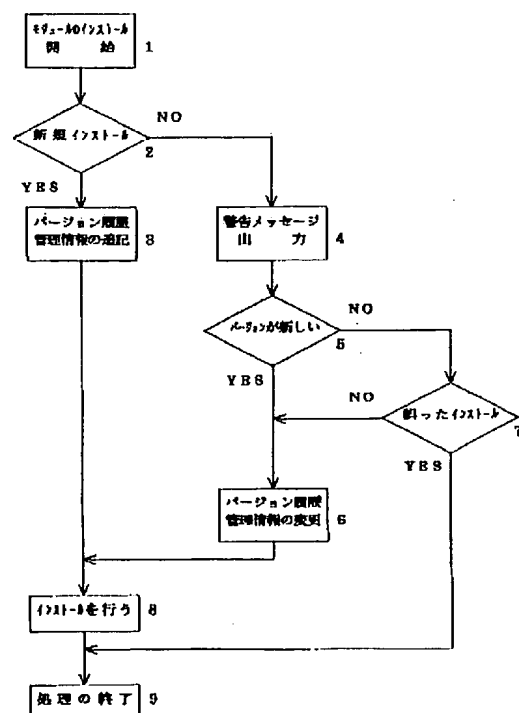 モジュールのインストール
開　始
1
新規インストール
2
NO
YES
バージョン履歴
管理情報の追記
3
警告メッセージ
出　力
4
バージョンが新しい
5
NO
YES
NO
誤ったインストール
7
YES
バージョン履歴
管理情報の変更
6
インストールを行う
8
処理の終了
9